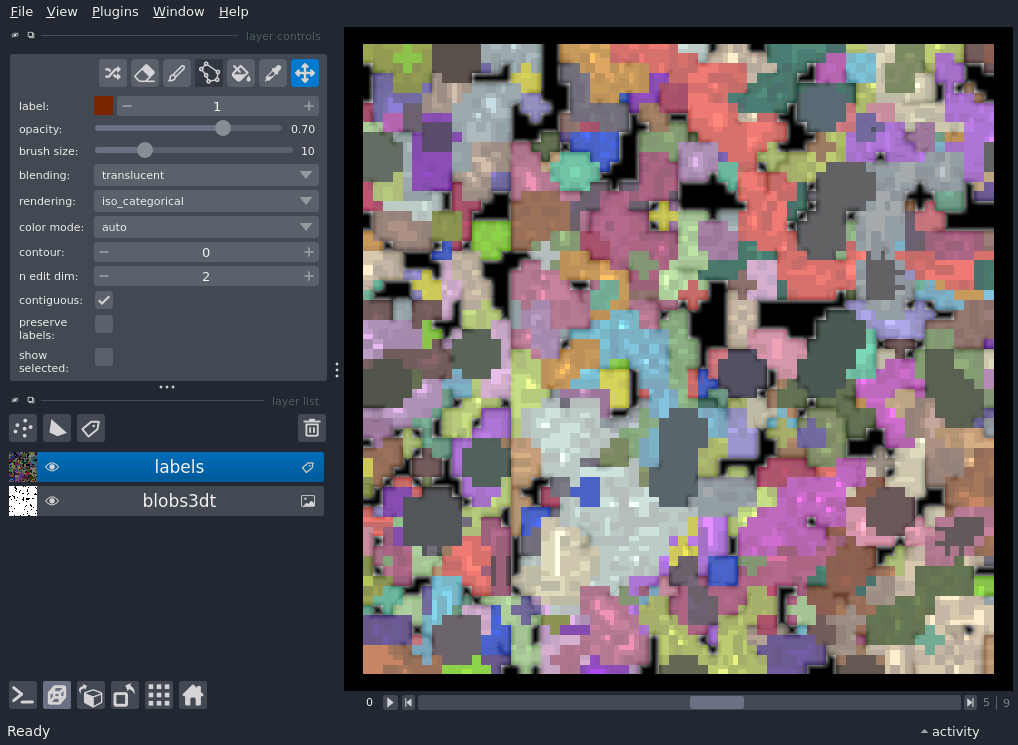 File View Plugins Window Help
layer controls
label: 1
opacity: 0.70
brush size: 10
blending: translucent
rendering: iso_categorical
color mode: auto
contour: 0
n edit dim: 2
contiguous:
preserve
labels:
show
selected:
layer list
labels
blobs3dt
0 5 9
Ready activity